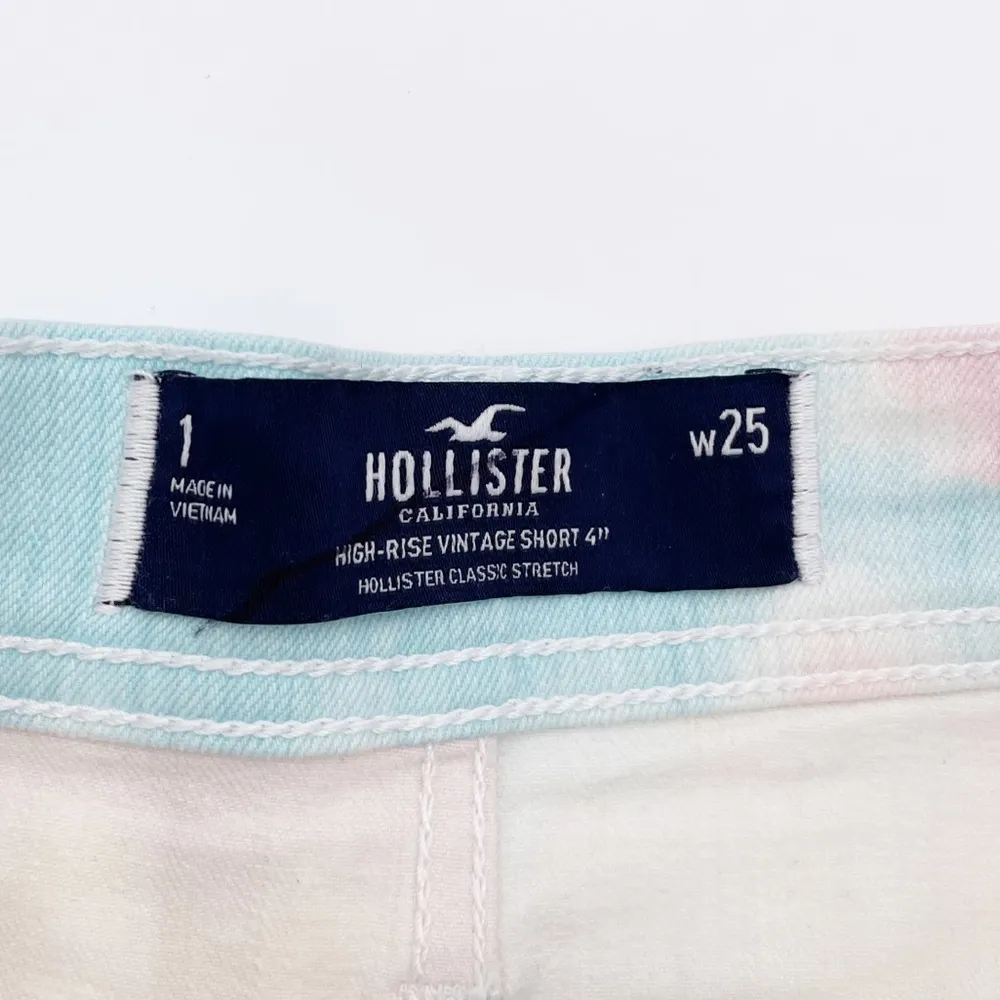 1
MADE IN
VIETNAM
HOLLISTER
CALIFORNIA
HIGH-RISE VINTAGE SHORT 4"
HOLLISTER CLASSIC STRETCH
W25